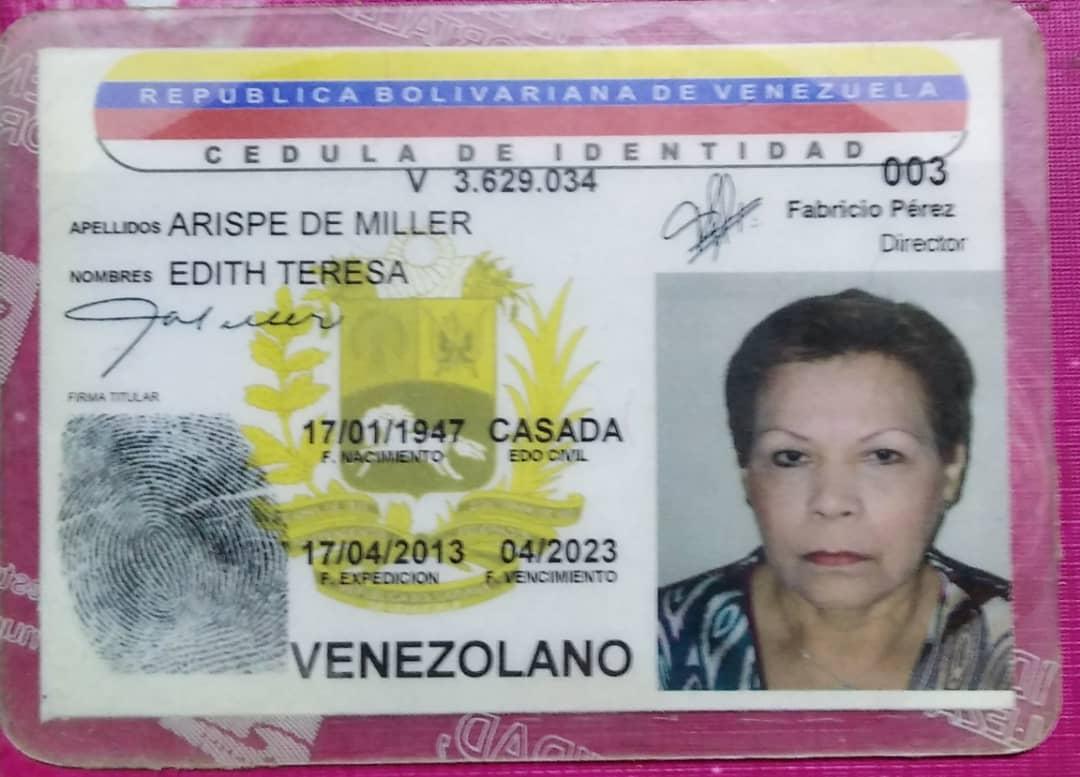 REPUBLICA BOLIVARIANA DE VENEZUELA
CEDULA DE IDENTIDAD
V 3.629.034
003
APELLIDOS ARISPE DE MILLER
Fabricio Pérez
Director
NOMBRES EDITH TERESA
FIRMA TITULAR
17/01/1947 CASADA
F. NACIMIENTO EDO CIVIL
17/04/2013 04/2023
F. EXPEDICION F. VENCIMIENTO
VENEZOLANO